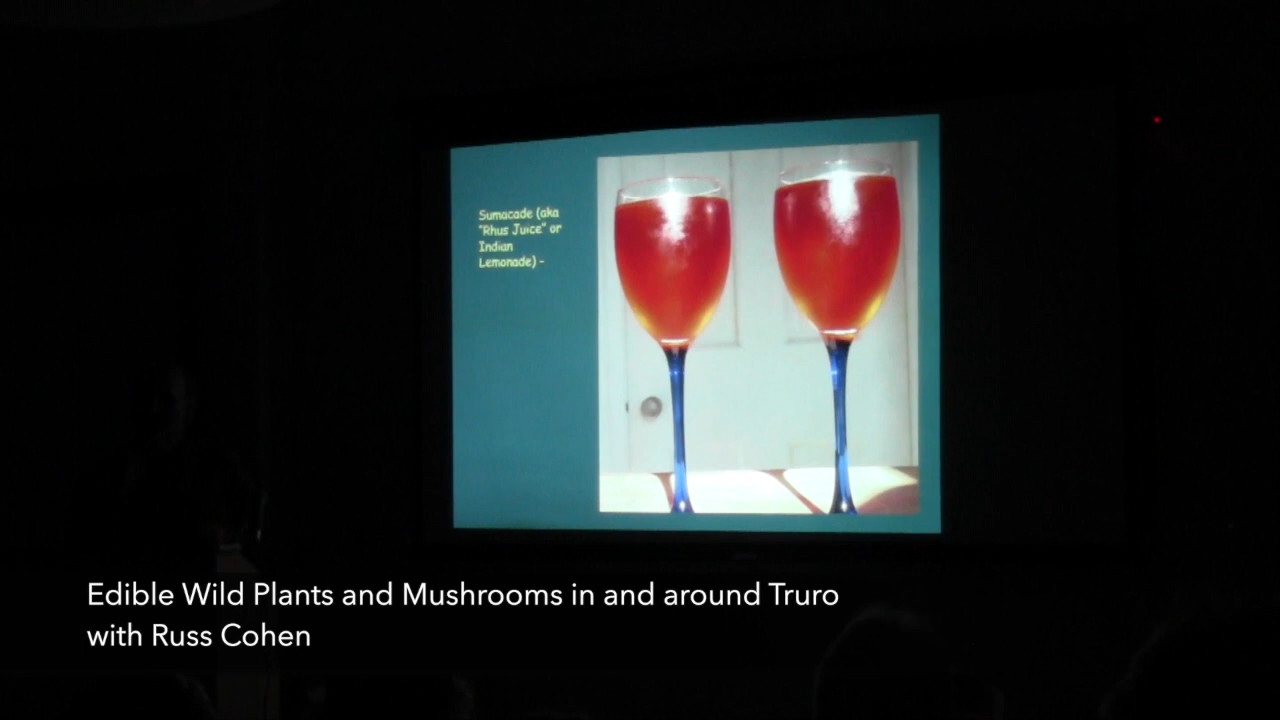 Sumacade (aka
"Rhus Juice" or
Indian
Lemonade) -
Edible Wild Plants and Mushrooms in and around Truro
with Russ Cohen